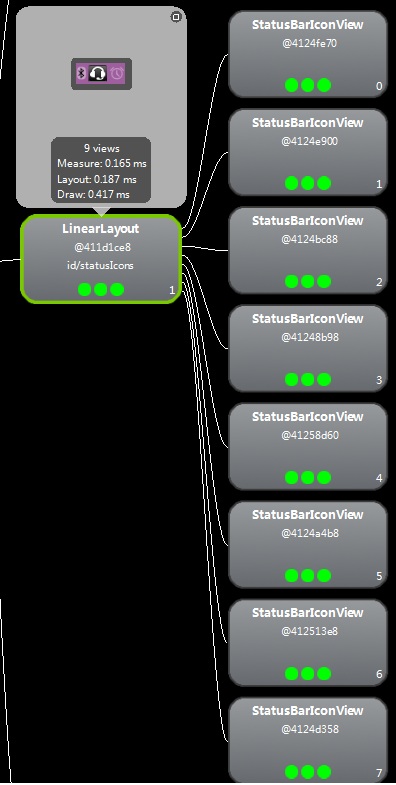 9 views
Measure: 0.165 ms
Layout: 0.187 ms
Draw: 0.417 ms
LinearLayout
@411d1ce8
id/statusIcons
1
StatusBarIconView
@4124fe70
0
StatusBarIconView
@4124e900
1
StatusBarIconView
@4124bc88
2
StatusBarIconView
@41248b98
3
StatusBarIconView
@41258d60
4
StatusBarIconView
@4124a4b8
5
StatusBarIconView
@412513e8
6
StatusBarIconView
@4124d358
7